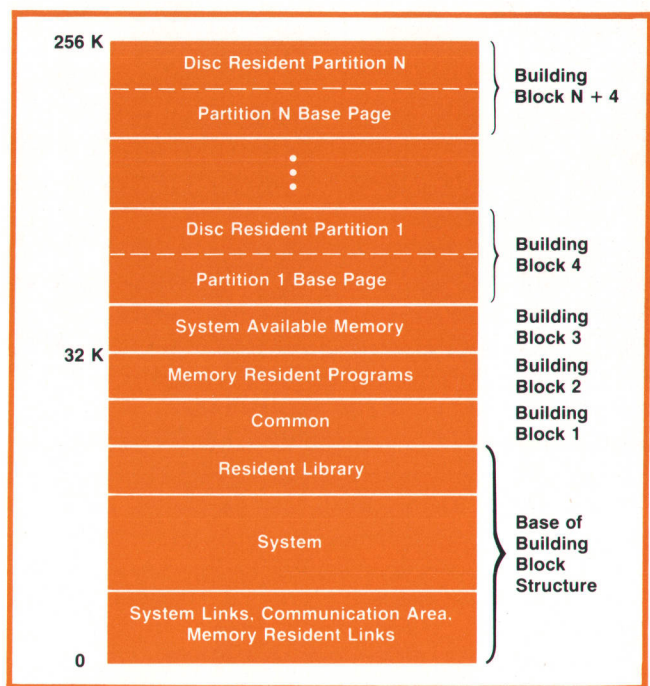 256 K
Disc Resident Partition N
Partition N Base Page
Building
Block N + 4
Disc Resident Partition 1
Partition 1 Base Page
Building
Block 4
System Available Memory
Building
Block 3
32 K
Memory Resident Programs
Building
Block 2
Common
Building
Block 1
Resident Library
System
System Links, Communication Area,
Memory Resident Links
Base of
Building
Block
Structure
0